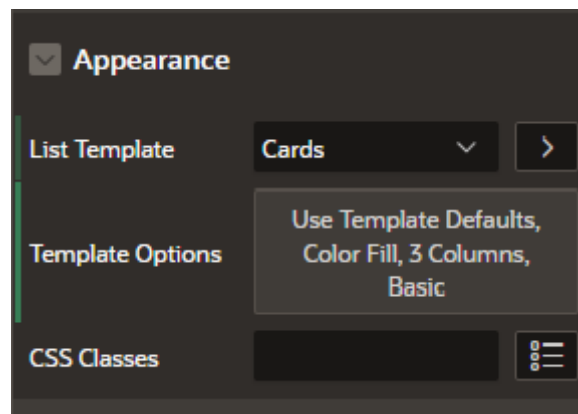 Appearance
List Template
Cards
Template Options
Use Template Defaults,
Color Fill, 3 Columns,
Basic
CSS Classes